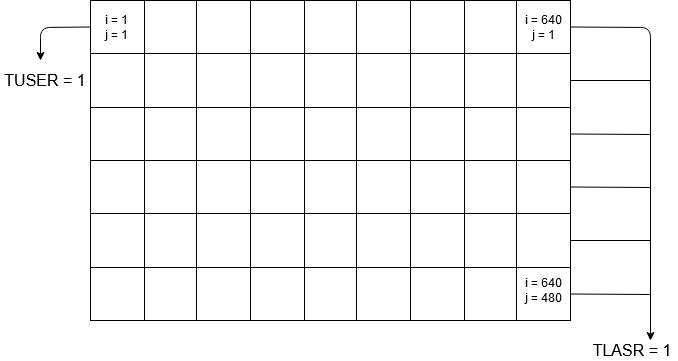 i = 1
j = 1
i = 640
j = 1
TUSER = 1
i = 640
j = 480
TLASR = 1